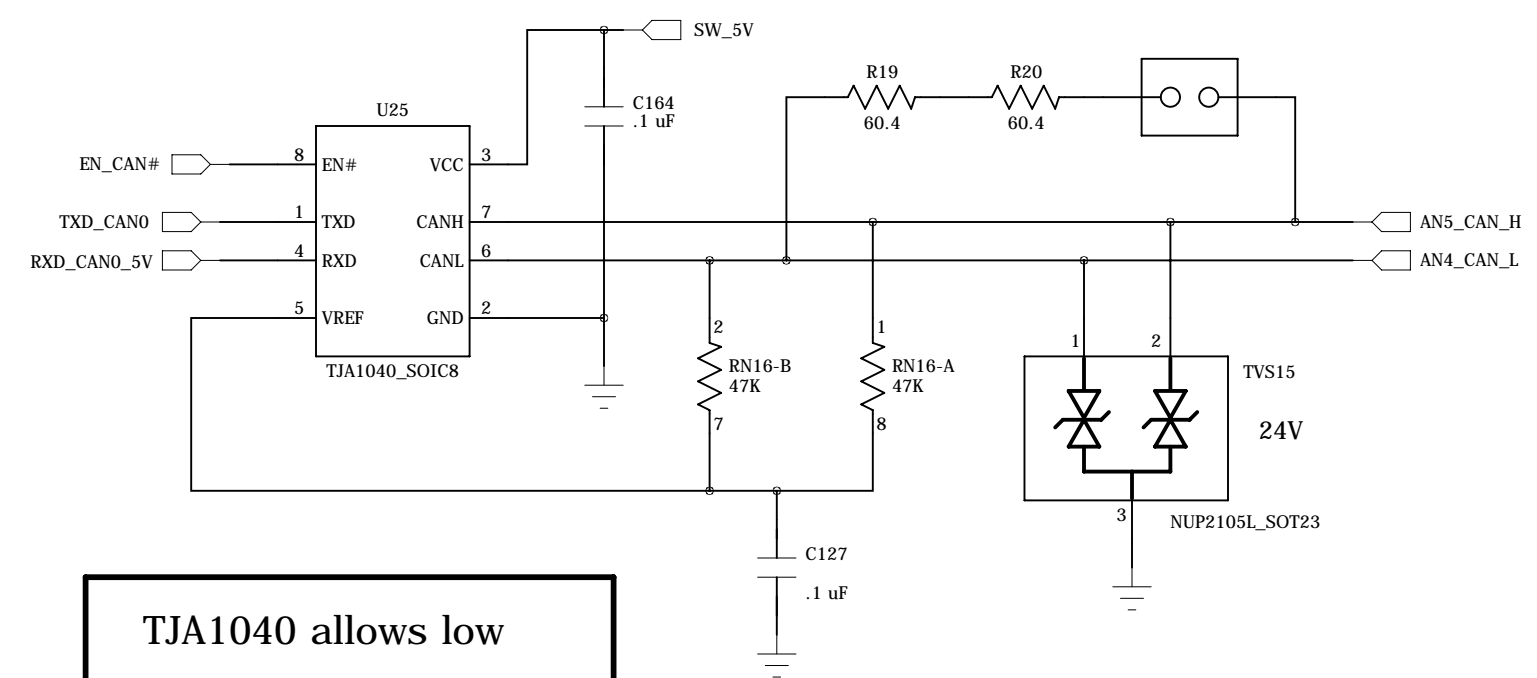 SW_5V
R19
R20
C164
.1 uF
60.4
60.4
U25
EN_CAN#
8
EN#
VCC
3
TXD_CAN0
1
TXD
CANH
7
AN5_CAN_H
RXD_CAN0_5V
4
RXD
CANL
6
AN4_CAN_L
5
VREF
GND
2
TJA1040_SOIC8
2
RN16-B
47K
7
1
RN16-A
47K
8
1
2
TVS15
24V
3
NUP2105L_SOT23
C127
.1 uF
TJA1040 allows low